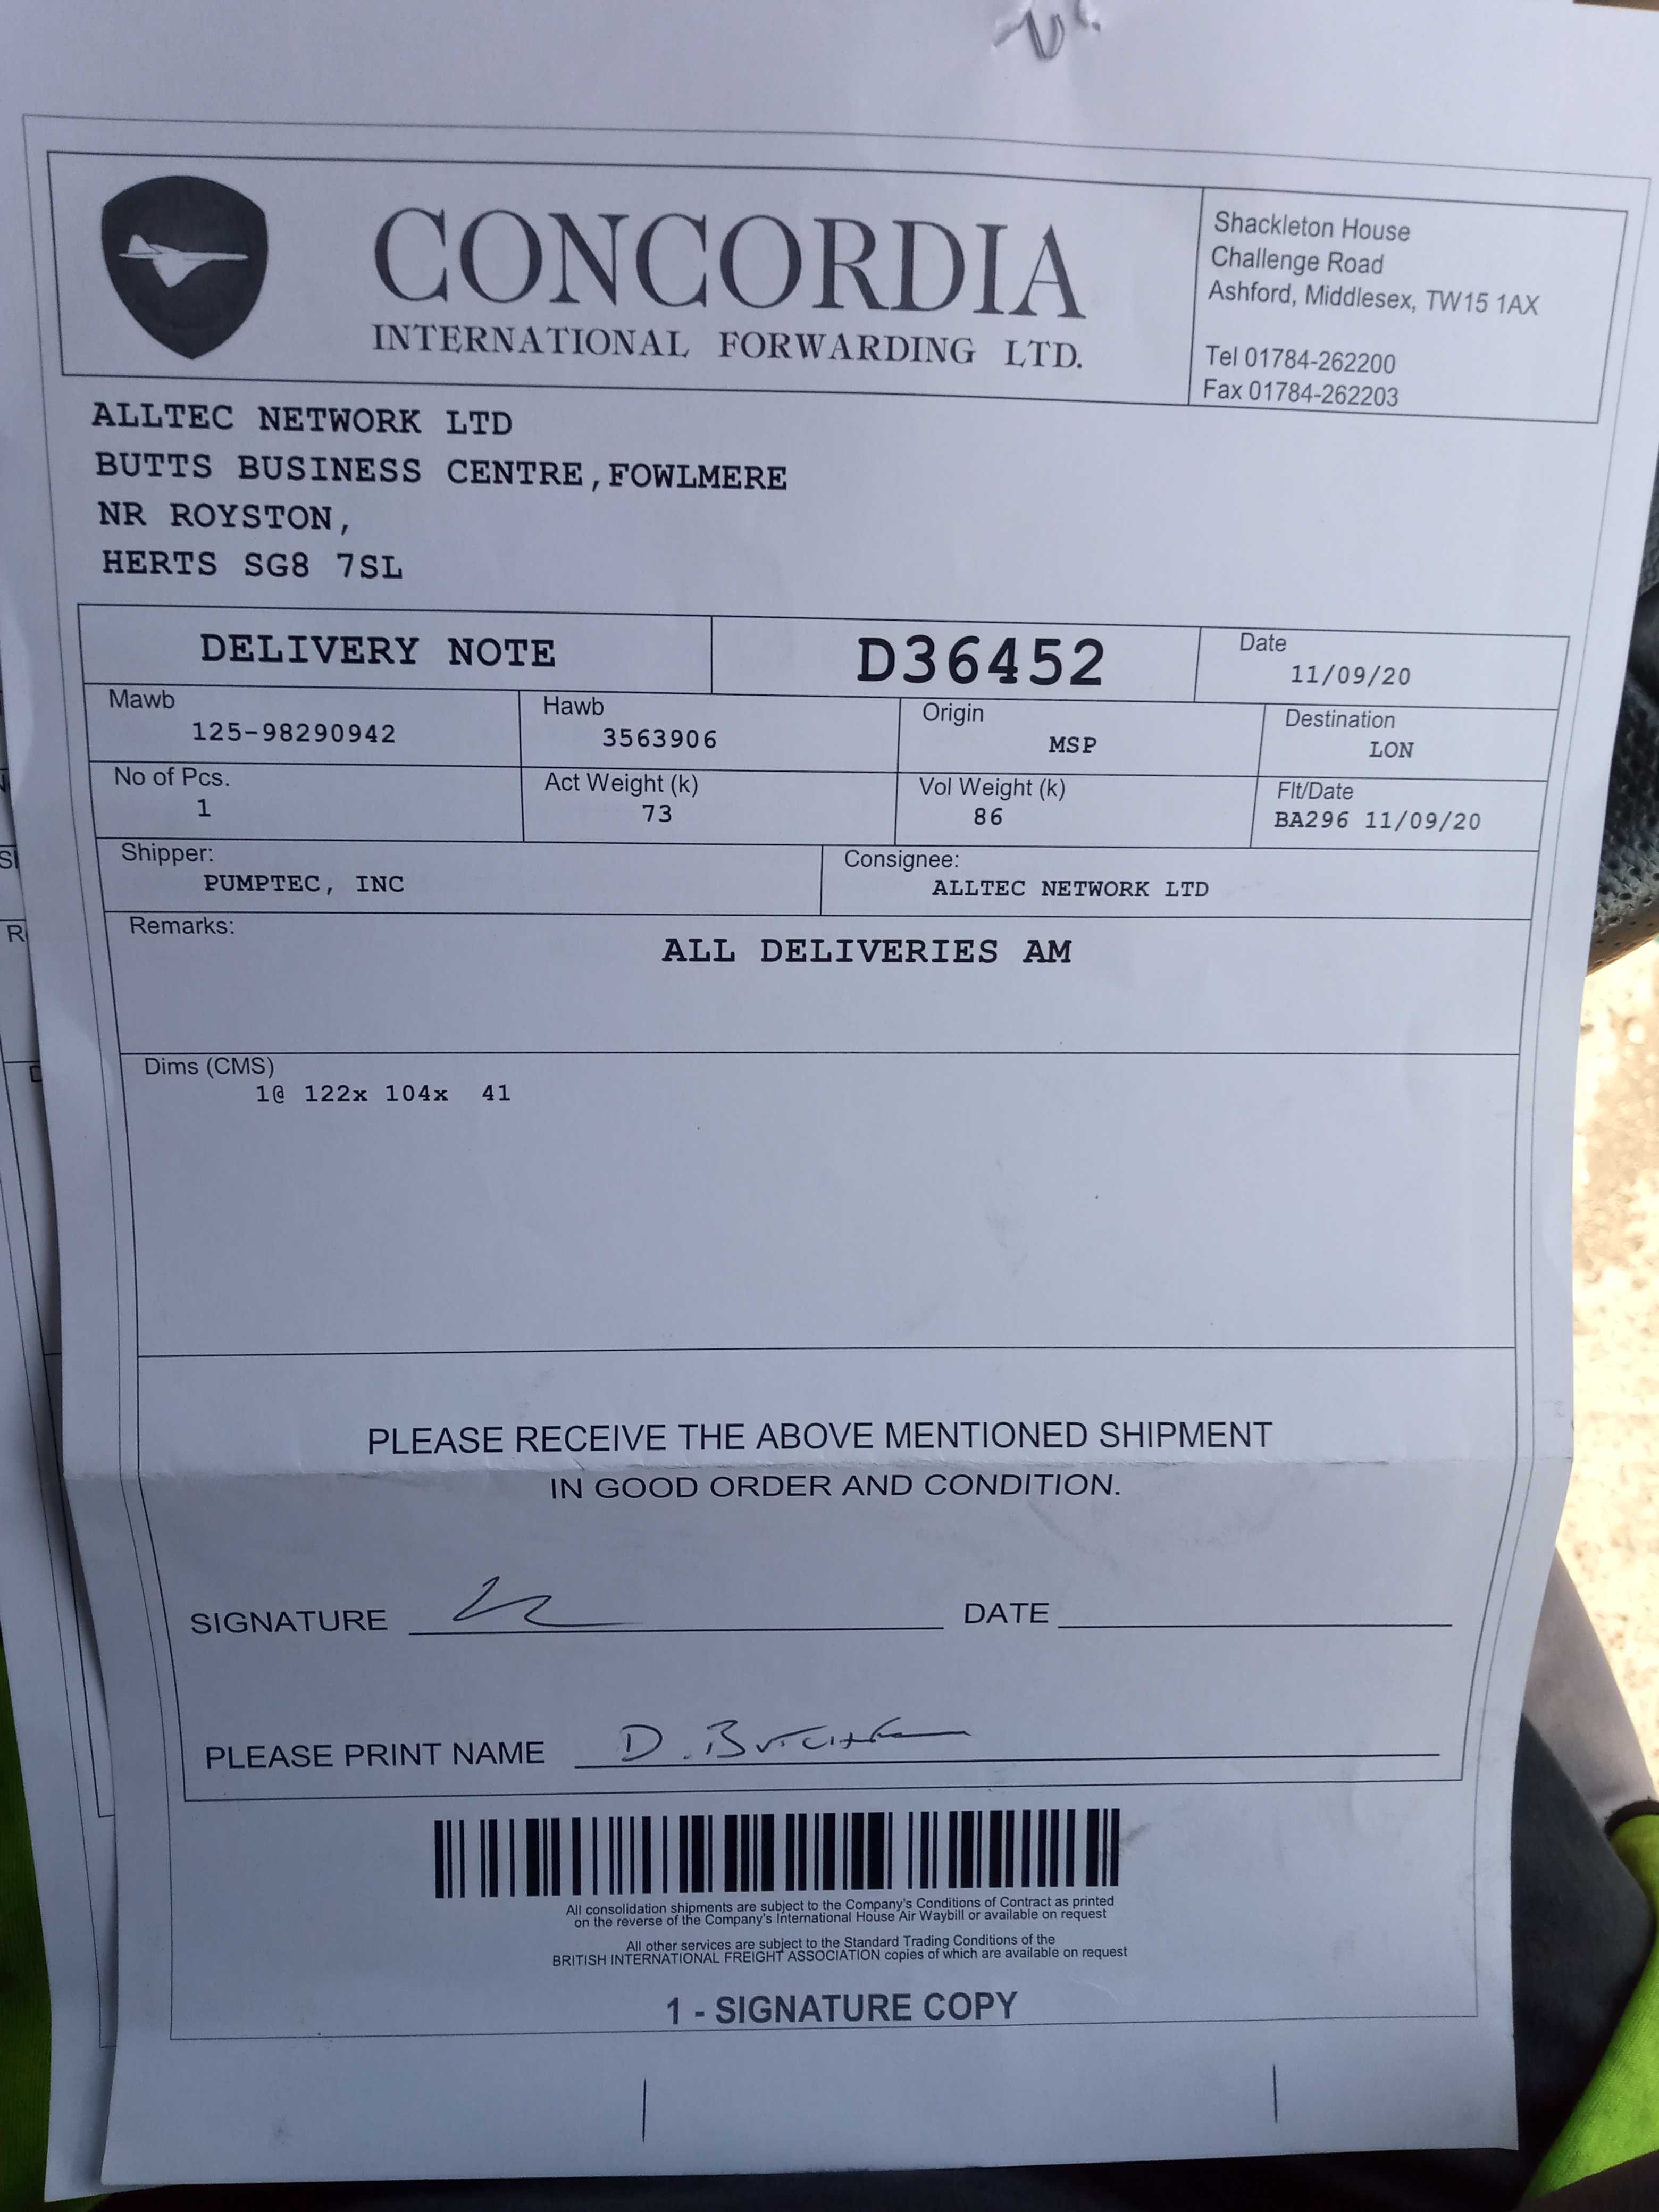 CONCORDIA
INTERNATIONAL FORWARDING LTD.
Shackleton House
Challenge Road
Ashford, Middlesex, TW15 1AX
Tel 01784-262200
Fax 01784-262203
ALLTEC NETWORK LTD
BUTTS BUSINESS CENTRE,FOWLMERE
NR ROYSTON,
HERTS SG8 7SL
DELIVERY NOTE
D36452
Date
11/09/20
Mawb
125-98290942
Hawb
3563906
Origin
MSP
Destination
LON
No of Pcs.
1
Act Weight (k)
73
Vol Weight (k)
86
Flt/Date
BA296 11/09/20
Shipper:
PUMPTEC, INC
Consignee:
ALLTEC NETWORK LTD
Remarks:
ALL DELIVERIES AM
Dims (CMS)
1@ 122x 104x 41
PLEASE RECEIVE THE ABOVE MENTIONED SHIPMENT
IN GOOD ORDER AND CONDITION.
SIGNATURE
DATE
PLEASE PRINT NAME D.
All consolidation shipments are subject to the Company's Conditions of Contract as printed
on the reverse of the Company's International House Air Waybill or available on request
All other services are subject to the Standard Trading Conditions of the
BRITISH INTERNATIONAL FREIGHT ASSOCIATION copies of which are available on request
1 - SIGNATURE COPY